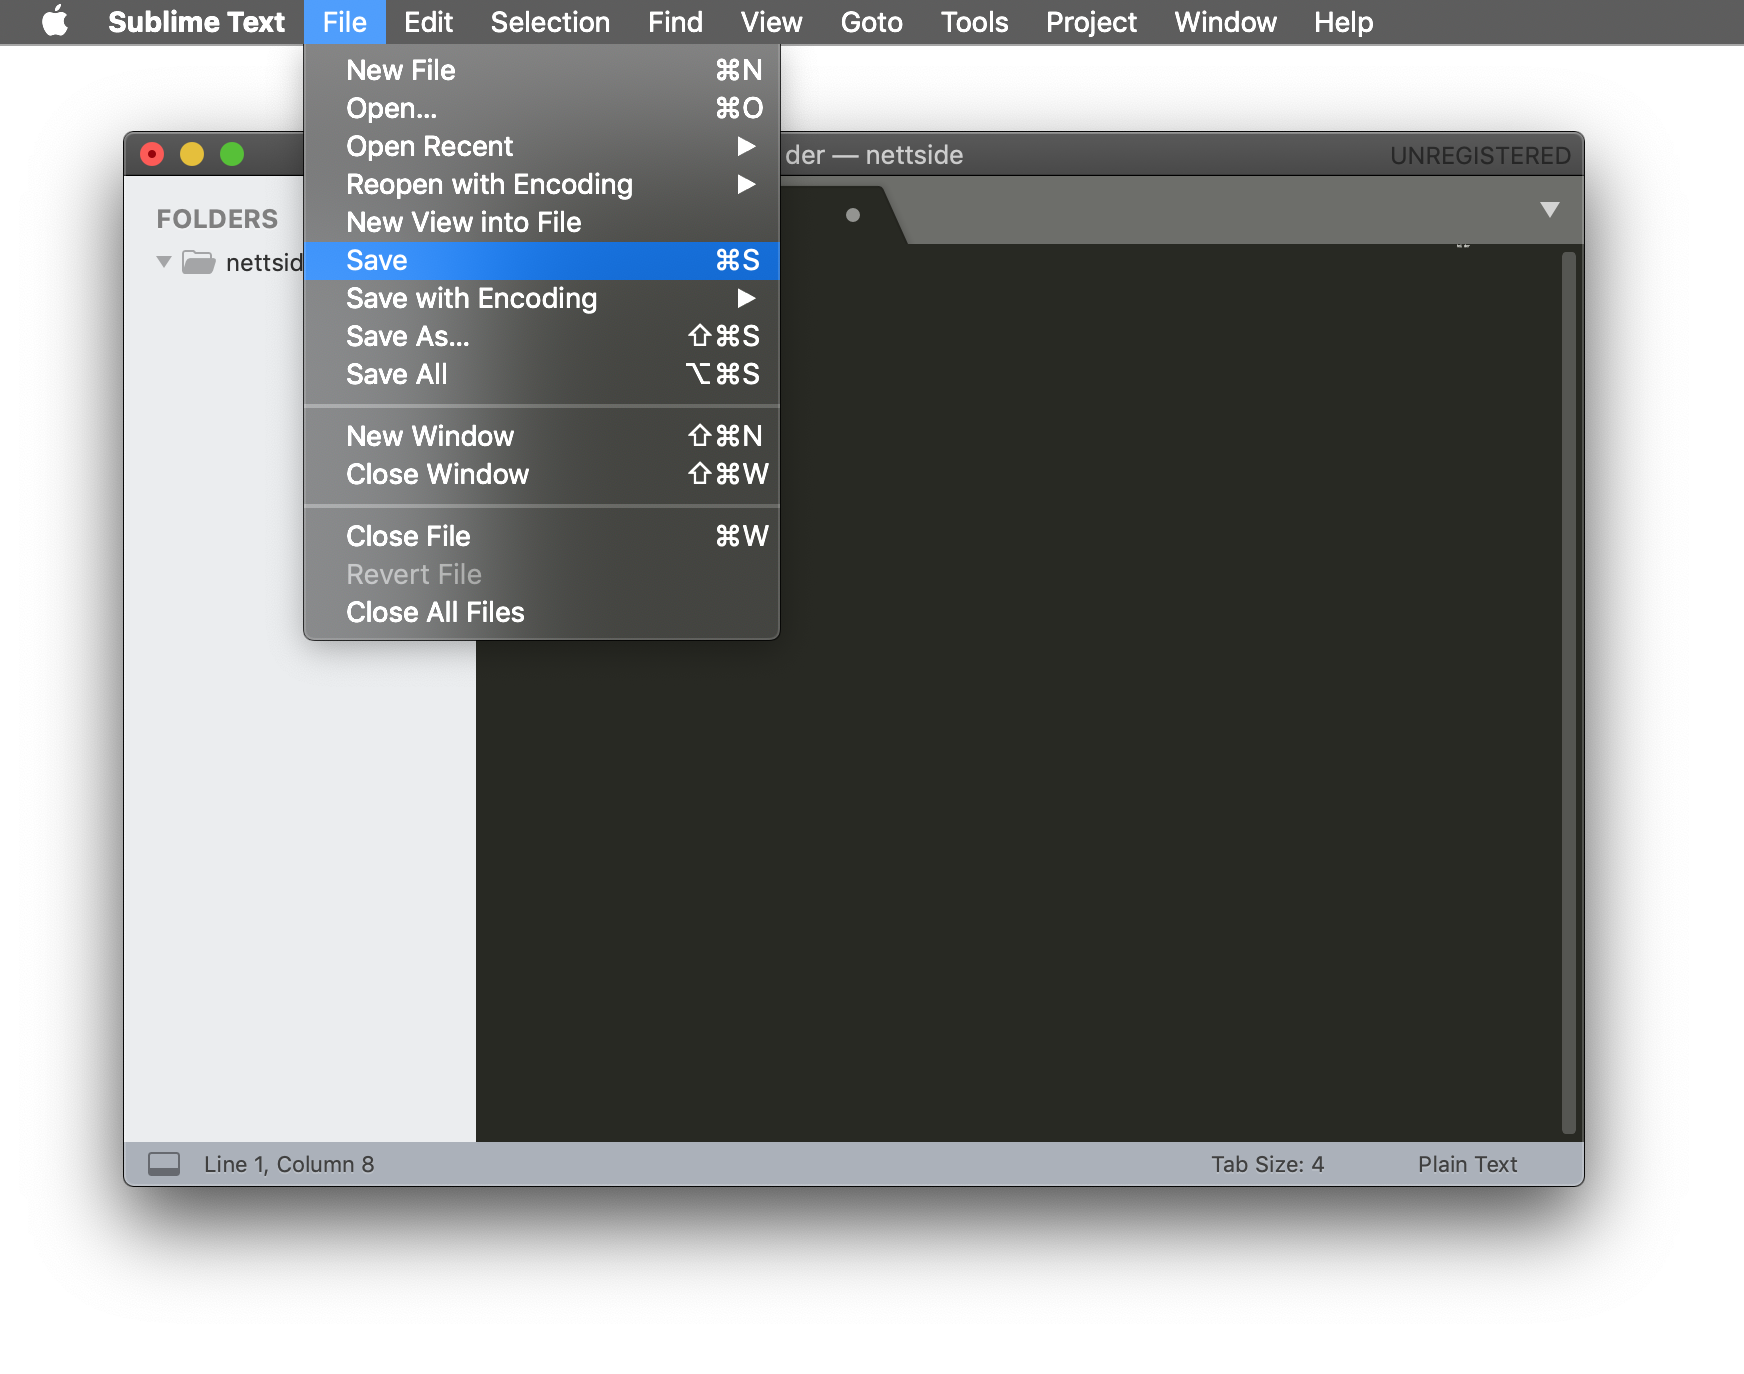 Sublime Text File Edit Selection Find View Goto Tools Project Window Help
New File ⌘N
Open... ⌘O
Open Recent ▶
Reopen with Encoding ▶
New View into File
Save ⌘S
Save with Encoding ▶
Save As... ⇧⌘S
Save All ⌥⌘S
New Window ⇧⌘N
Close Window ⇧⌘W
Close File ⌘W
Revert File
Close All Files
der — nettside UNREGISTERED
FOLDERS
nettsid
Line 1, Column 8 Tab Size: 4 Plain Text